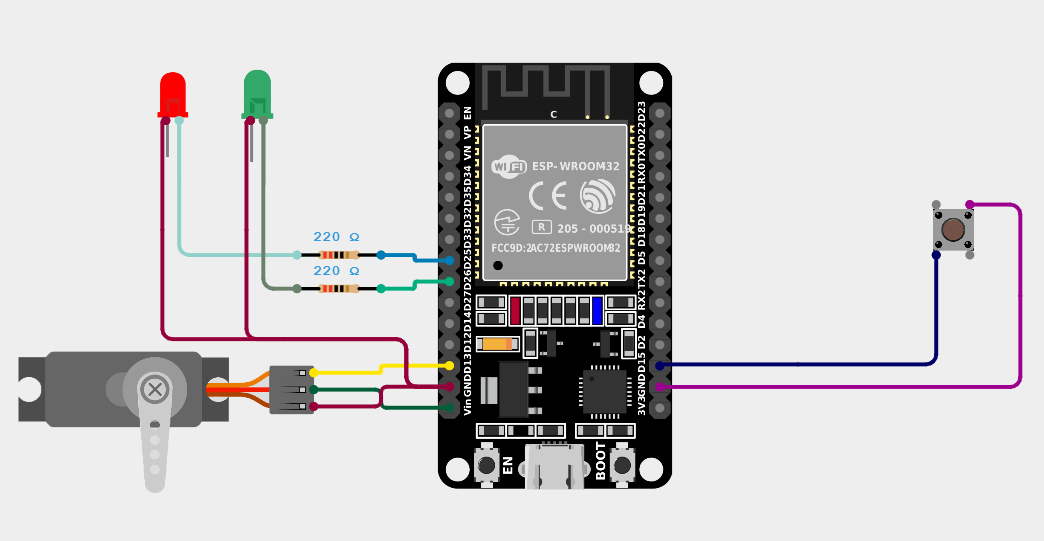 220 Ω
220 Ω
EN
VP
VN
D34
D35
D32
D33
D25
D26
D27
D14
D12
D13
GND
Vin
D23
D22
TX0
RX0
D21
D19
D18
D5
TX2
RX2
D4
D2
D15
GND
3V3
C
WiFi
ESP-WROOM32
CE
R
205 - 000519
FCC9D:2AC72ESPWROOM32
EN
BOOT